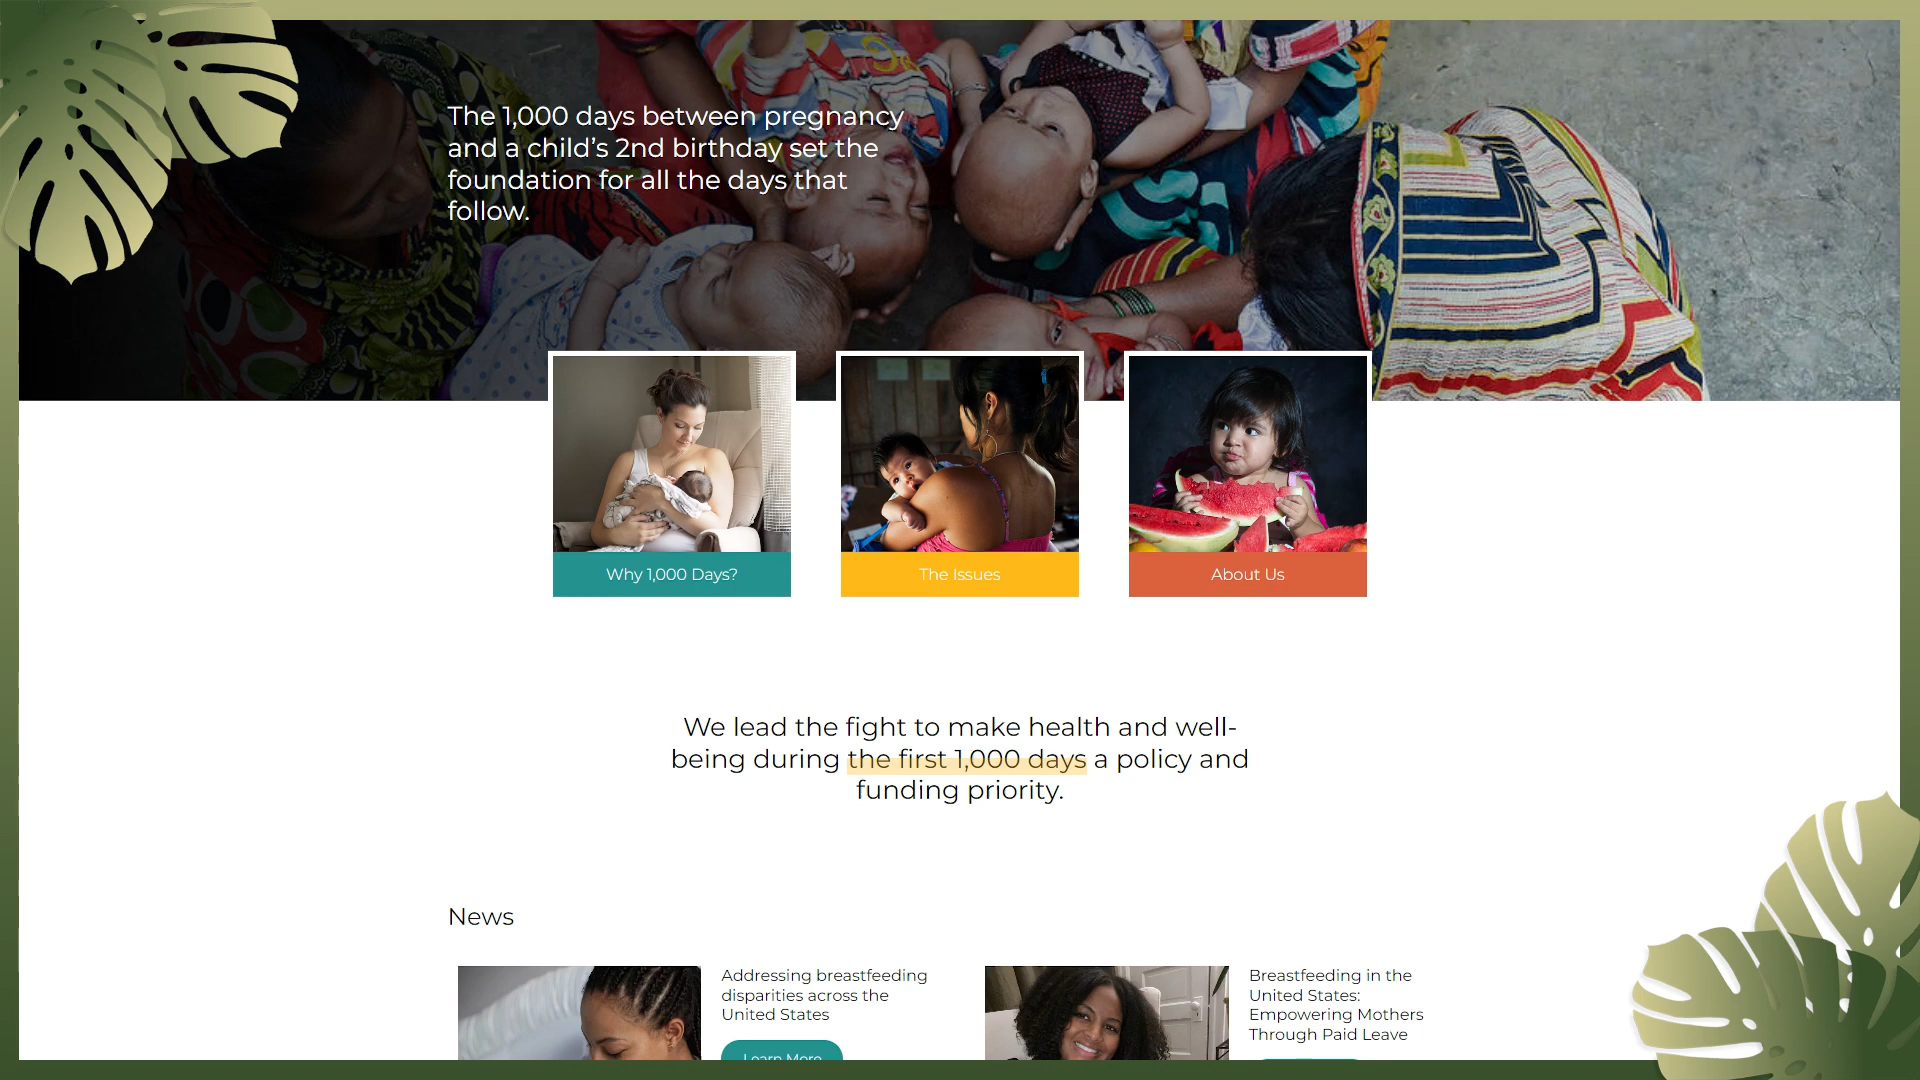 The 1,000 days between pregnancy
and a child’s 2nd birthday set the
foundation for all the days that
follow.
Why 1,000 Days?
The Issues
About Us
We lead the fight to make health and well-
being during the first 1,000 days a policy and
funding priority.
News
Addressing breastfeeding
disparities across the
United States
Learn More
Breastfeeding in the
United States:
Empowering Mothers
Through Paid Leave